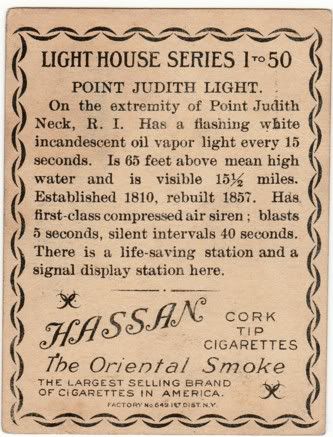 LIGHT HOUSE SERIES 1 TO 50
POINT JUDITH LIGHT.
On the extremity of Point Judith
Neck, R. I. Has a flashing white
incandescent oil vapor light every 15
seconds. Is 65 feet above mean high
water and is visible 15½ miles.
Established 1810, rebuilt 1857. Has
first-class compressed air siren; blasts
5 seconds, silent intervals 40 seconds.
There is a life-saving station and a
signal display station here.
HASSAN
CORK
TIP
CIGARETTES
The Oriental Smoke
THE LARGEST SELLING BRAND
OF CIGARETTES IN AMERICA.
FACTORY No 649 1ST DIST. N.Y.